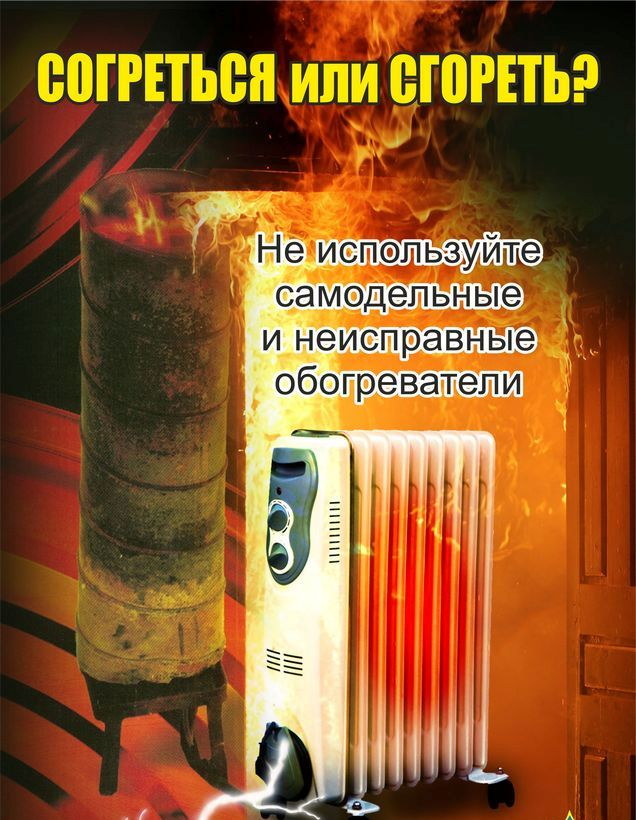 СОГРЕТЬСЯ или СГОРЕТЬ?
Не используйте
самодельные
и неисправные
обогреватели